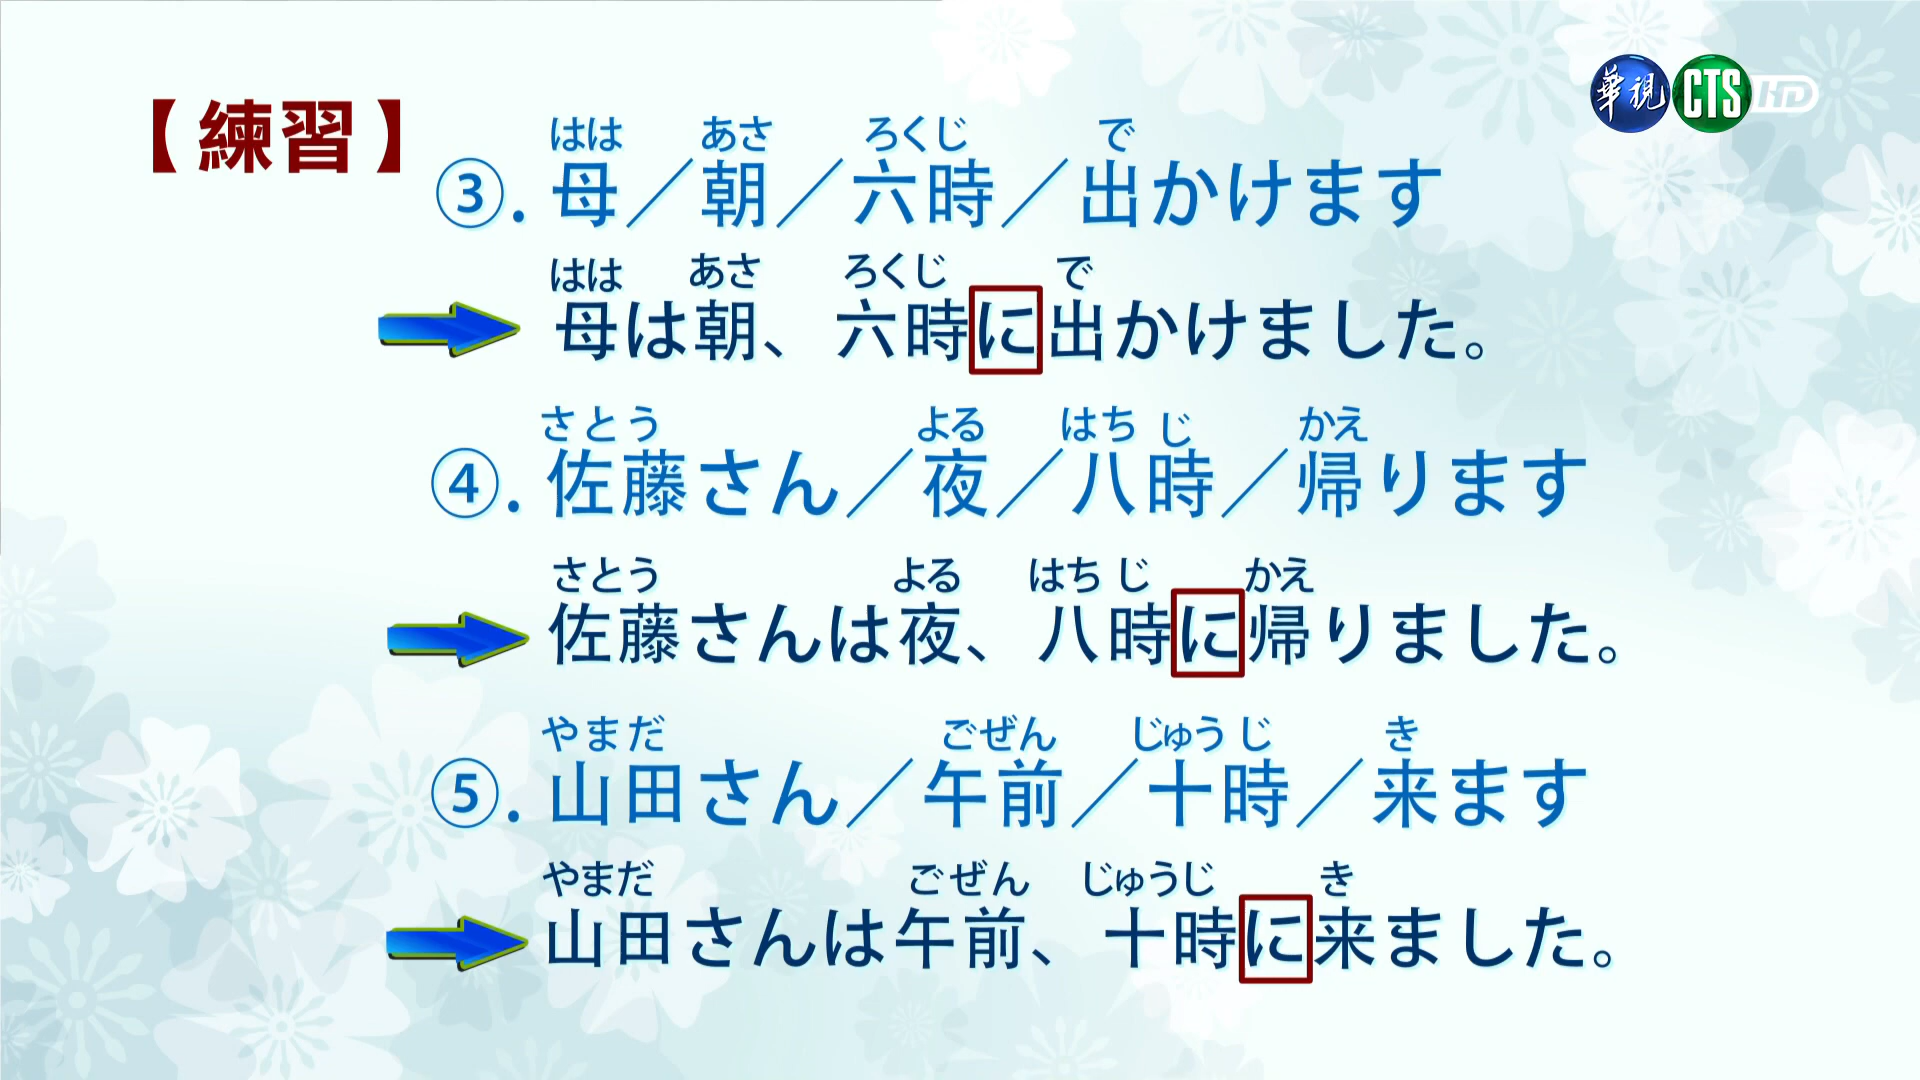 【練習】
華視 CTS HD
はは あさ ろくじ で
③. 母／朝／六時／出かけます
はは あさ ろくじ で
母は朝、六時に出かけました。
さとう よる はちじ かえ
④. 佐藤さん／夜／八時／帰ります
さとう よる はちじ かえ
佐藤さんは夜、八時に帰りました。
やまだ ごぜん じゅうじ き
⑤. 山田さん／午前／十時／来ます
やまだ ごぜん じゅうじ き
山田さんは午前、十時に来ました。